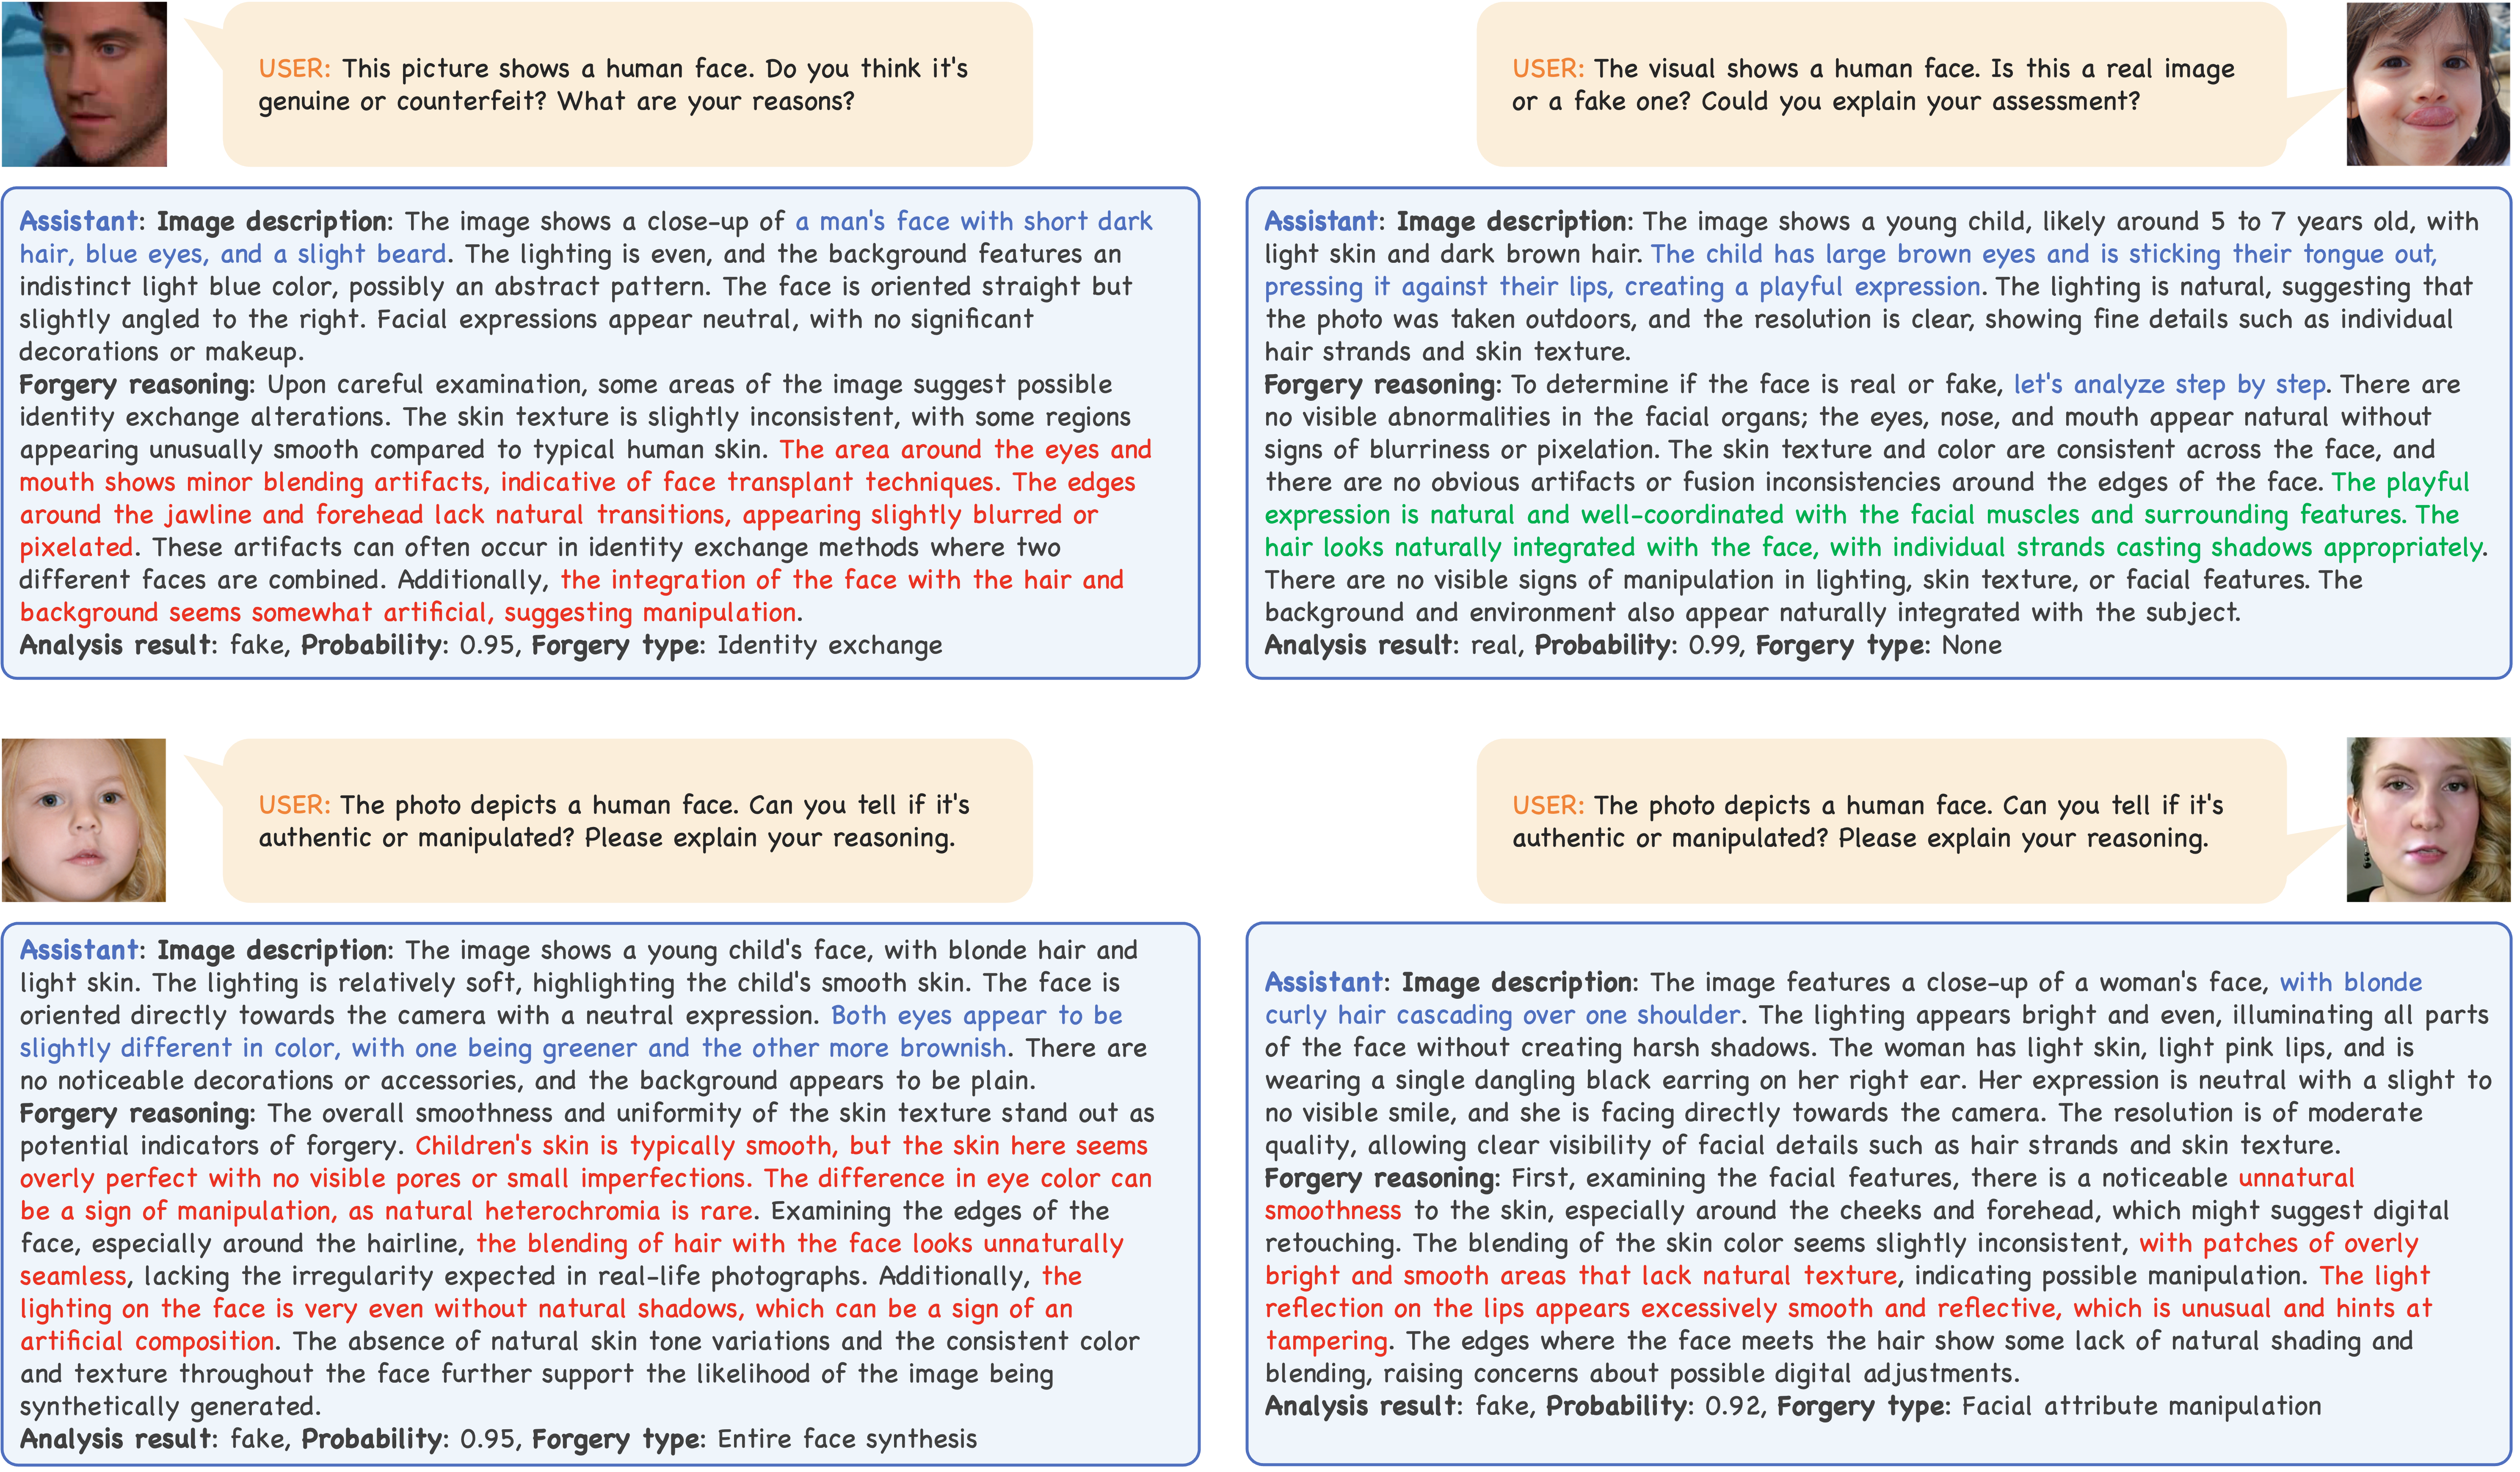 USER: This picture shows a human face. Do you think it's
genuine or counterfeit? What are your reasons?
Assistant: Image description: The image shows a close-up of a man's face with short dark
hair, blue eyes, and a slight beard. The lighting is even, and the background features an
indistinct light blue color, possibly an abstract pattern. The face is oriented straight but
slightly angled to the right. Facial expressions appear neutral, with no significant
decorations or makeup.
Forgery reasoning: Upon careful examination, some areas of the image suggest possible
identity exchange alterations. The skin texture is slightly inconsistent, with some regions
appearing unusually smooth compared to typical human skin. The area around the eyes and
mouth shows minor blending artifacts, indicative of face transplant techniques. The edges
around the jawline and forehead lack natural transitions, appearing slightly blurred or
pixelated. These artifacts can often occur in identity exchange methods where two
different faces are combined. Additionally, the integration of the face with the hair and
background seems somewhat artificial, suggesting manipulation.
Analysis result: fake, Probability: 0.95, Forgery type: Identity exchange
USER: The visual shows a human face. Is this a real image
or a fake one? Could you explain your assessment?
Assistant: Image description: The image shows a young child, likely around 5 to 7 years old, with
light skin and dark brown hair. The child has large brown eyes and is sticking their tongue out,
pressing it against their lips, creating a playful expression. The lighting is natural, suggesting that
the photo was taken outdoors, and the resolution is clear, showing fine details such as individual
hair strands and skin texture.
Forgery reasoning: To determine if the face is real or fake, let's analyze step by step. There are
no visible abnormalities in the facial organs; the eyes, nose, and mouth appear natural without
signs of blurriness or pixelation. The skin texture and color are consistent across the face, and
there are no obvious artifacts or fusion inconsistencies around the edges of the face. The playful
expression is natural and well-coordinated with the facial muscles and surrounding features. The
hair looks naturally integrated with the face, with individual strands casting shadows appropriately.
There are no visible signs of manipulation in lighting, skin texture, or facial features. The
background and environment also appear naturally integrated with the subject.
Analysis result: real, Probability: 0.99, Forgery type: None
USER: The photo depicts a human face. Can you tell if it's
authentic or manipulated? Please explain your reasoning.
Assistant: Image description: The image shows a young child's face, with blonde hair and
light skin. The lighting is relatively soft, highlighting the child's smooth skin. The face is
oriented directly towards the camera with a neutral expression. Both eyes appear to be
slightly different in color, with one being greener and the other more brownish. There are
no noticeable decorations or accessories, and the background appears to be plain.
Forgery reasoning: The overall smoothness and uniformity of the skin texture stand out as
potential indicators of forgery. Children's skin is typically smooth, but the skin here seems
overly perfect with no visible pores or small imperfections. The difference in eye color can
be a sign of manipulation, as natural heterochromia is rare. Examining the edges of the
face, especially around the hairline, the blending of hair with the face looks unnaturally
seamless, lacking the irregularity expected in real-life photographs. Additionally, the
lighting on the face is very even without natural shadows, which can be a sign of an
artificial composition. The absence of natural skin tone variations and the consistent color
and texture throughout the face further support the likelihood of the image being
synthetically generated.
Analysis result: fake, Probability: 0.95, Forgery type: Entire face synthesis
USER: The photo depicts a human face. Can you tell if it's
authentic or manipulated? Please explain your reasoning.
Assistant: Image description: The image features a close-up of a woman's face, with blonde
curly hair cascading over one shoulder. The lighting appears bright and even, illuminating all parts
of the face without creating harsh shadows. The woman has light skin, light pink lips, and is
wearing a single dangling black earring on her right ear. Her expression is neutral with a slight to
no visible smile, and she is facing directly towards the camera. The resolution is of moderate
quality, allowing clear visibility of facial details such as hair strands and skin texture.
Forgery reasoning: First, examining the facial features, there is a noticeable unnatural
smoothness to the skin, especially around the cheeks and forehead, which might suggest digital
retouching. The blending of the skin color seems slightly inconsistent, with patches of overly
bright and smooth areas that lack natural texture, indicating possible manipulation. The light
reflection on the lips appears excessively smooth and reflective, which is unusual and hints at
tampering. The edges where the face meets the hair show some lack of natural shading and
blending, raising concerns about possible digital adjustments.
Analysis result: fake, Probability: 0.92, Forgery type: Facial attribute manipulation